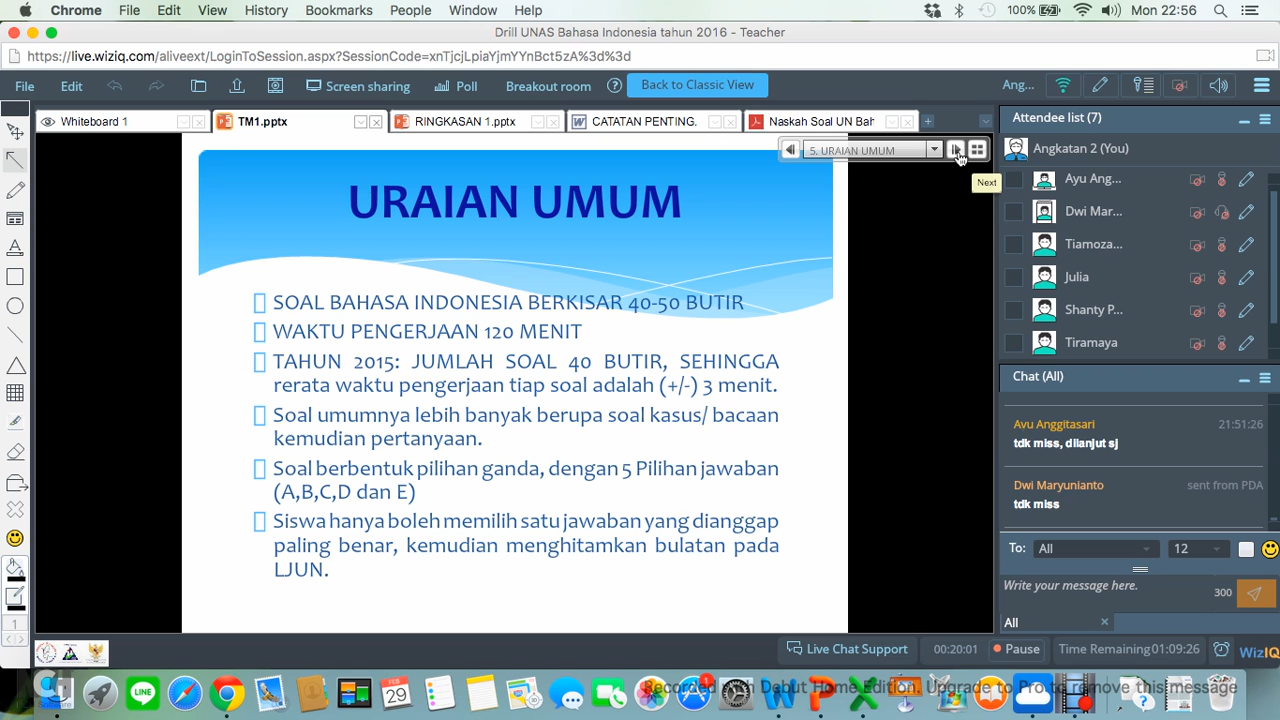 Chrome File Edit View History Bookmarks People Window Help 100% Mon 22:56
Drill UNAS Bahasa Indonesia tahun 2016 - Teacher
https://live.wiziq.com/aliveext/LoginToSession.aspx?SessionCode=xnTjcjLpiaYjmYYnBct5zA%3d%3d
File Edit Screen sharing Poll Breakout room ? Back to Classic View Ang...
Whiteboard 1 TM1.pptx RINGKASAN 1.pptx CATATAN PENTING. Naskah Soal UN Bah
5. URAIAN UMUM
Next
URAIAN UMUM
SOAL BAHASA INDONESIA BERKISAR 40-50 BUTIR
WAKTU PENGERJAAN 120 MENIT
TAHUN 2015: JUMLAH SOAL 40 BUTIR, SEHINGGA
rerata waktu pengerjaan tiap soal adalah (+/-) 3 menit.
Soal umumnya lebih banyak berupa soal kasus/ bacaan
kemudian pertanyaan.
Soal berbentuk pilihan ganda, dengan 5 Pilihan jawaban
(A,B,C,D dan E)
Siswa hanya boleh memilih satu jawaban yang dianggap
paling benar, kemudian menghitamkan bulatan pada
LJUN.
Attendee list (7)
Angkatan 2 (You)
Ayu Ang...
Dwi Mar...
Tiamoza...
Julia
Shanty P...
Tiramaya
Chat (All)
Ayu Anggitasari 21:51:26
tdk miss, dilanjut sj
Dwi Maryunianto sent from PDA
tdk miss
To: All 12
Write your message here. 300
All
1
Live Chat Support 00:20:01 Pause Time Remaining 01:09:26 WizIQ
LINE FEB 29
Recorded with Debut Home Edition. Upgrade to Pro to remove this message